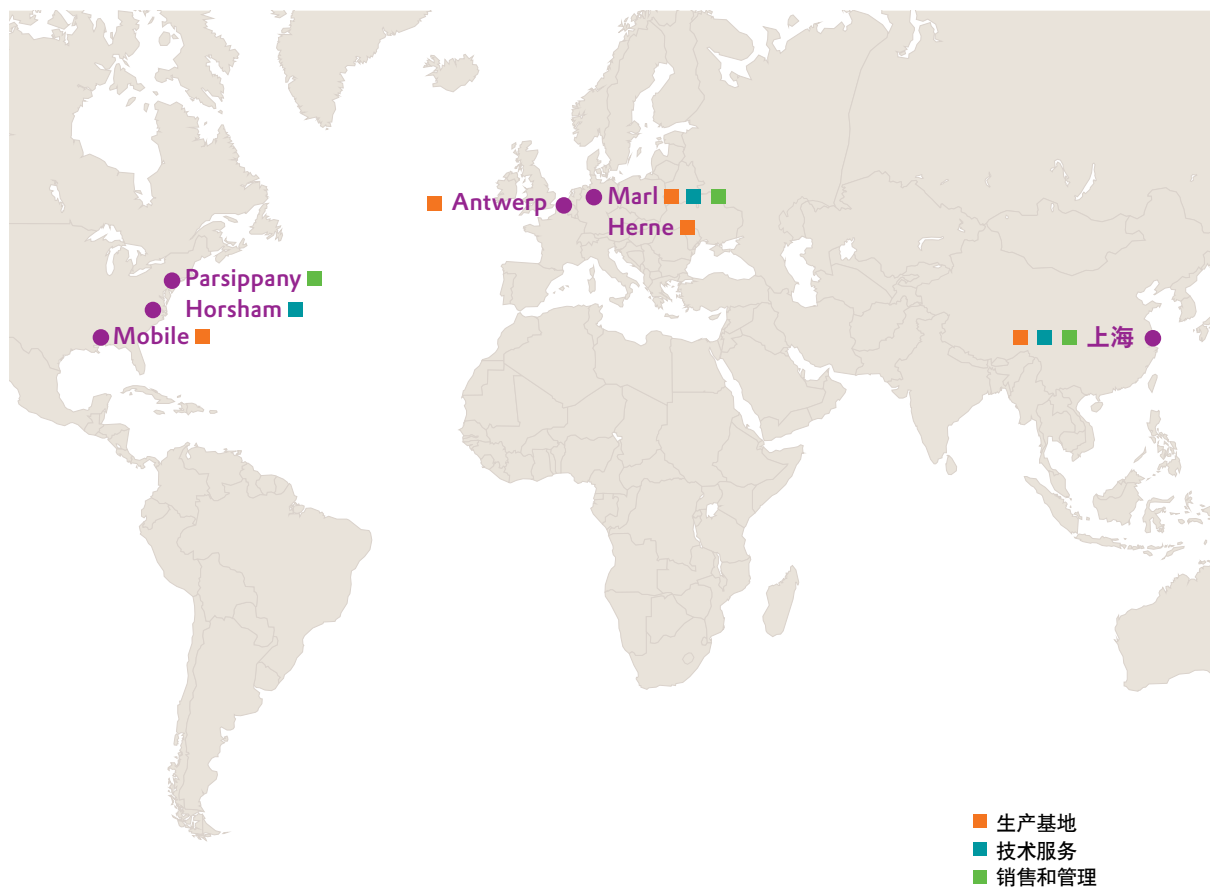 Antwerp
Marl
Herne
Parsippany
Horsham
Mobile
上海
生产基地
技术服务
销售和管理